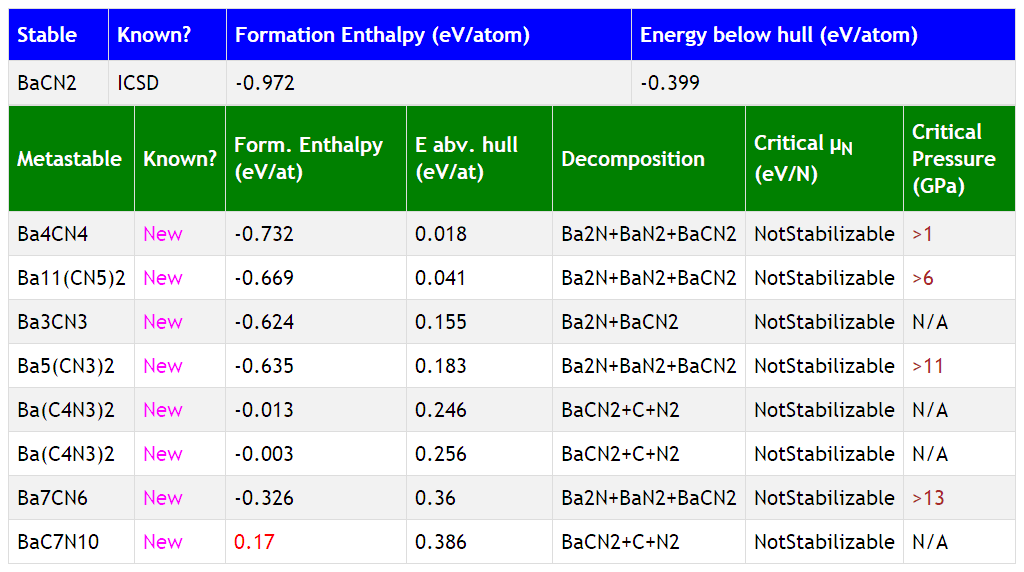 Stable Known? Formation Enthalpy (eV/atom) Energy below hull (eV/atom)
BaCN2 ICSD -0.972 -0.399
Metastable Known? Form. Enthalpy (eV/at) E abv. hull (eV/at) Decomposition Critical μN (eV/N) Critical Pressure (GPa)
Ba4CN4 New -0.732 0.018 Ba2N+BaN2+BaCN2 NotStabilizable >1
Ba11(CN5)2 New -0.669 0.041 Ba2N+BaN2+BaCN2 NotStabilizable >6
Ba3CN3 New -0.624 0.155 Ba2N+BaCN2 NotStabilizable N/A
Ba5(CN3)2 New -0.635 0.183 Ba2N+BaN2+BaCN2 NotStabilizable >11
Ba(C4N3)2 New -0.013 0.246 BaCN2+C+N2 NotStabilizable N/A
Ba(C4N3)2 New -0.003 0.256 BaCN2+C+N2 NotStabilizable N/A
Ba7CN6 New -0.326 0.36 Ba2N+BaN2+BaCN2 NotStabilizable >13
BaC7N10 New 0.17 0.386 BaCN2+C+N2 NotStabilizable N/A